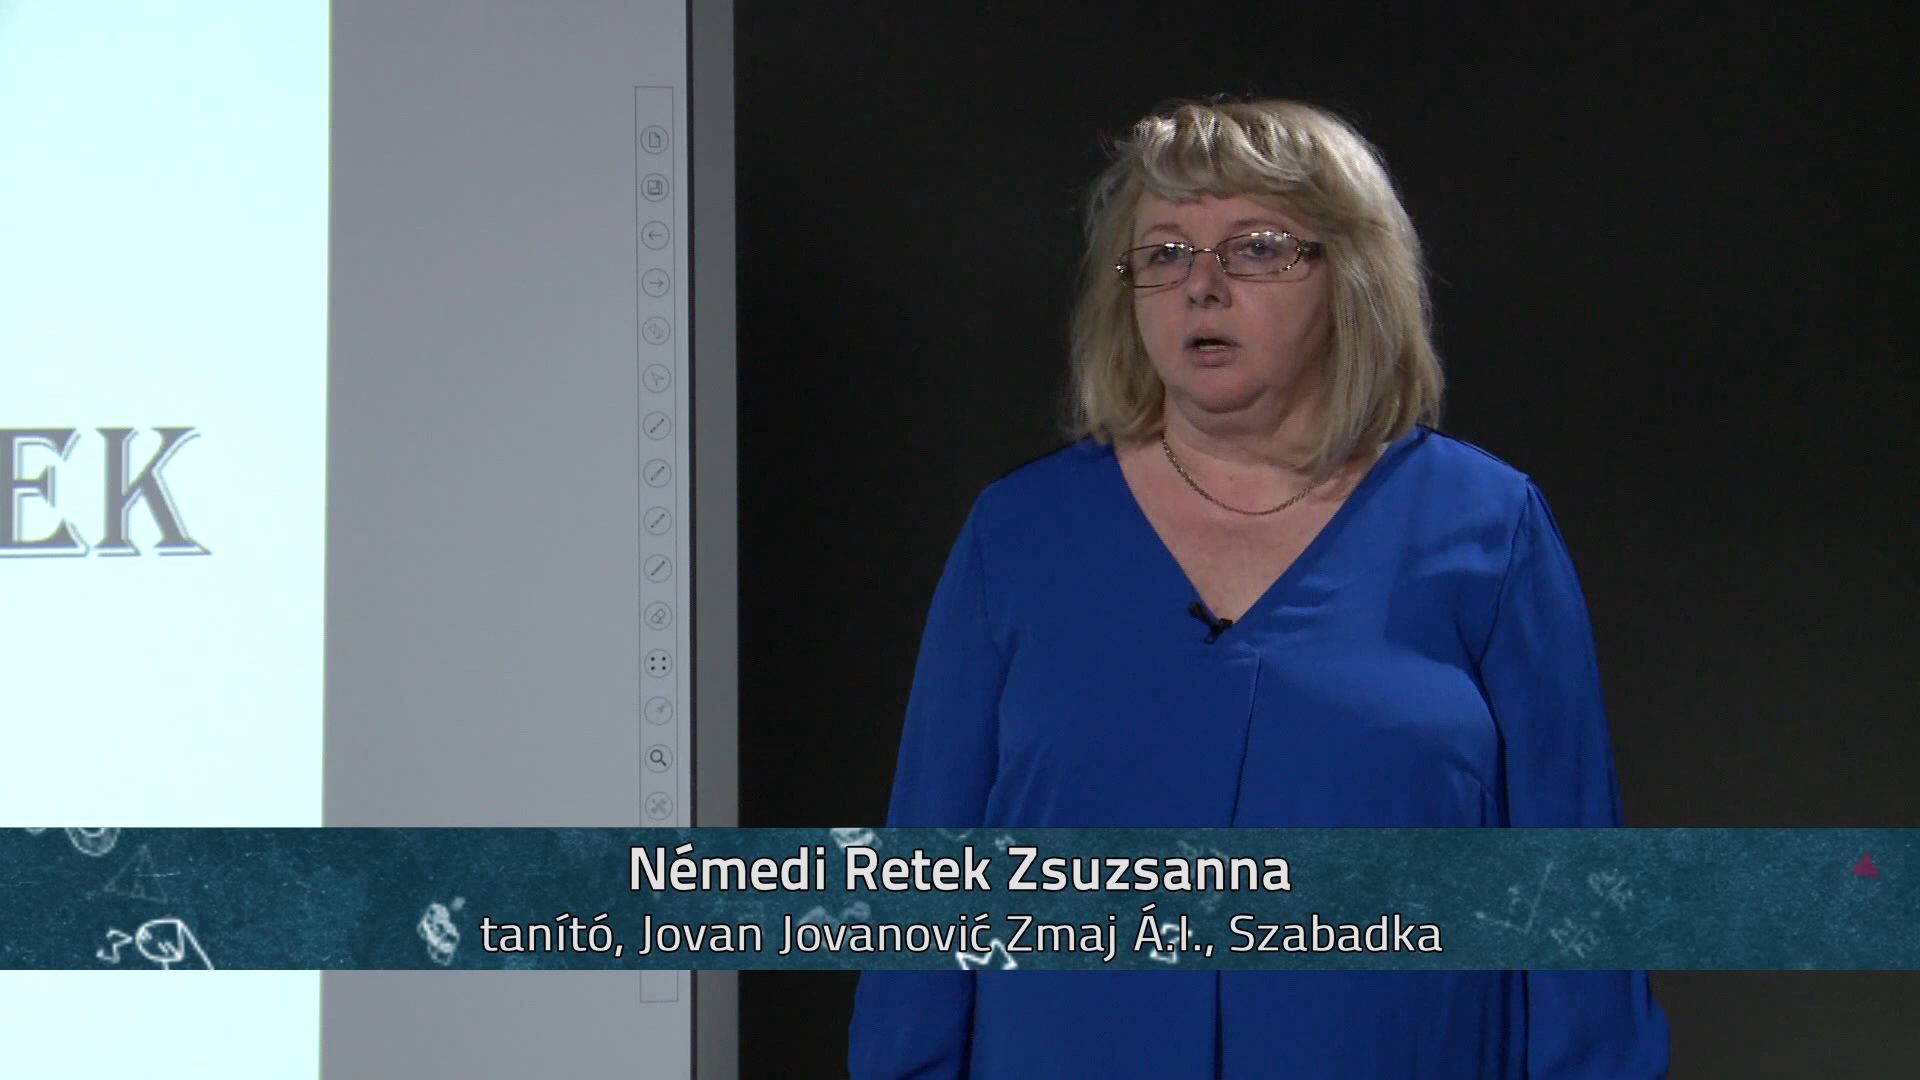 EK
Némedi Retek Zsuzsanna
tanító, Jovan Jovanović Zmaj Á.I., Szabadka